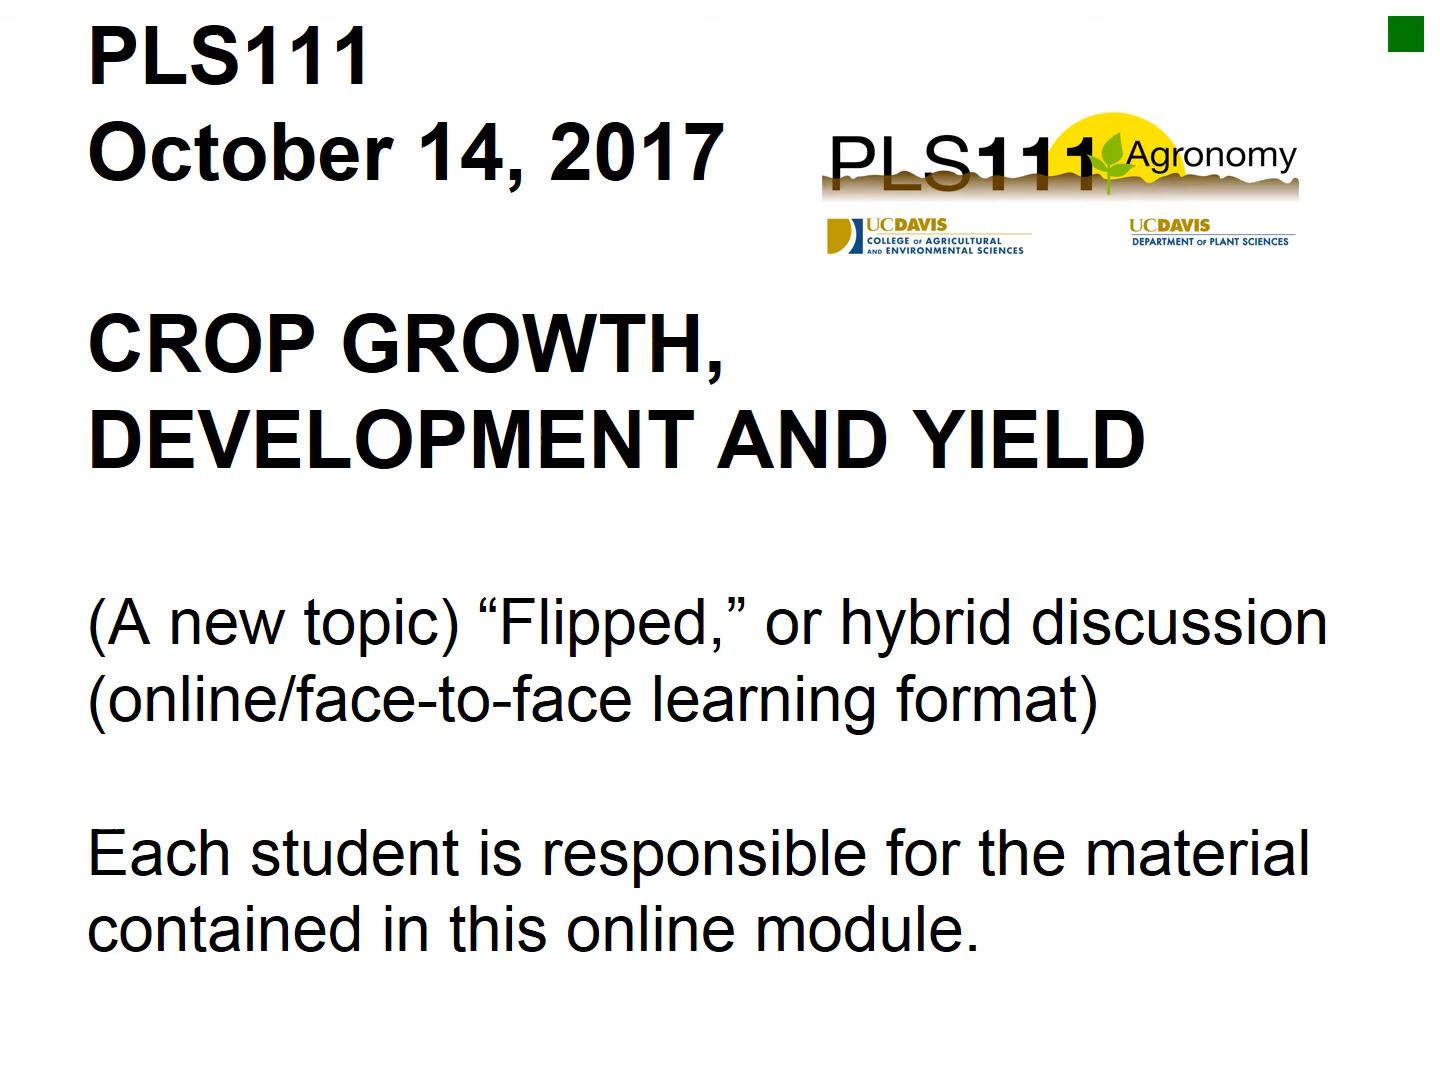 PLS111
October 14, 2017
PLS111 Agronomy
UCDAVIS
COLLEGE OF AGRICULTURAL
AND ENVIRONMENTAL SCIENCES
UCDAVIS
DEPARTMENT OF PLANT SCIENCES
CROP GROWTH,
DEVELOPMENT AND YIELD
(A new topic) “Flipped,” or hybrid discussion
(online/face-to-face learning format)
Each student is responsible for the material
contained in this online module.